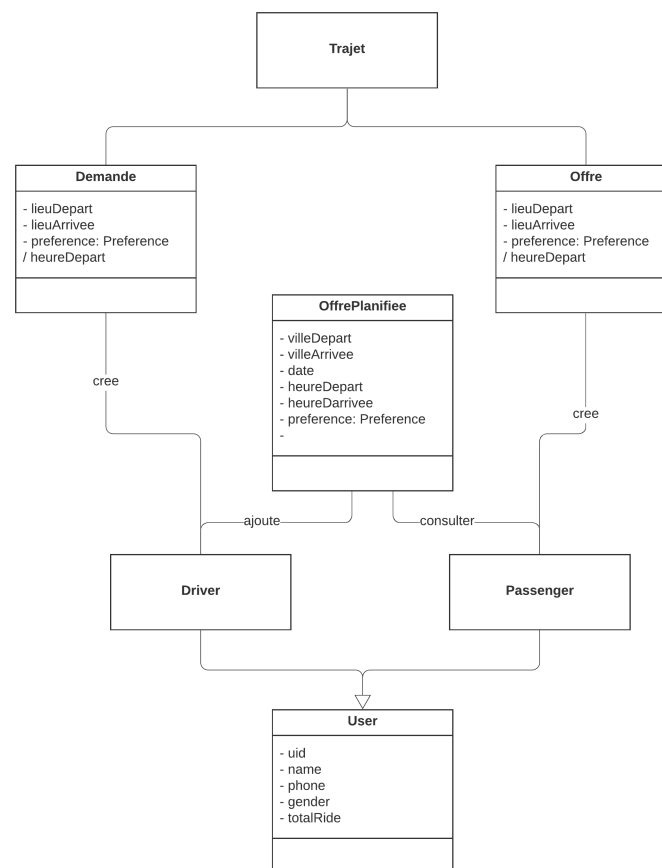 Trajet
Demande
- lieuDepart
- lieuArrivee
- preference: Preference
/ heureDepart
Offre
- lieuDepart
- lieuArrivee
- preference: Preference
/ heureDepart
OffrePlanifiee
- villeDepart
- villeArrivee
- date
- heureDepart
- heureDarrivee
- preference: Preference
-
cree
cree
ajoute
consulter
Driver
Passenger
User
- uid
- name
- phone
- gender
- totalRide